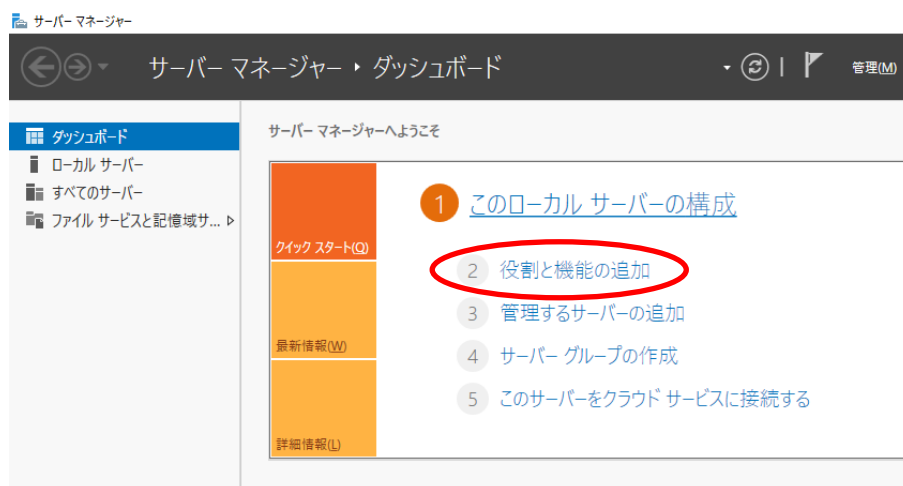 サーバー マネージャー
サーバー マネージャー ・ ダッシュボード
管理(M)
ダッシュボード
ローカル サーバー
すべてのサーバー
ファイル サービスと記憶域サ...
サーバー マネージャーへようこそ
クイック スタート(Q)
最新情報(W)
詳細情報(L)
1 このローカル サーバーの構成
2 役割と機能の追加
3 管理するサーバーの追加
4 サーバー グループの作成
5 このサーバーをクラウド サービスに接続する